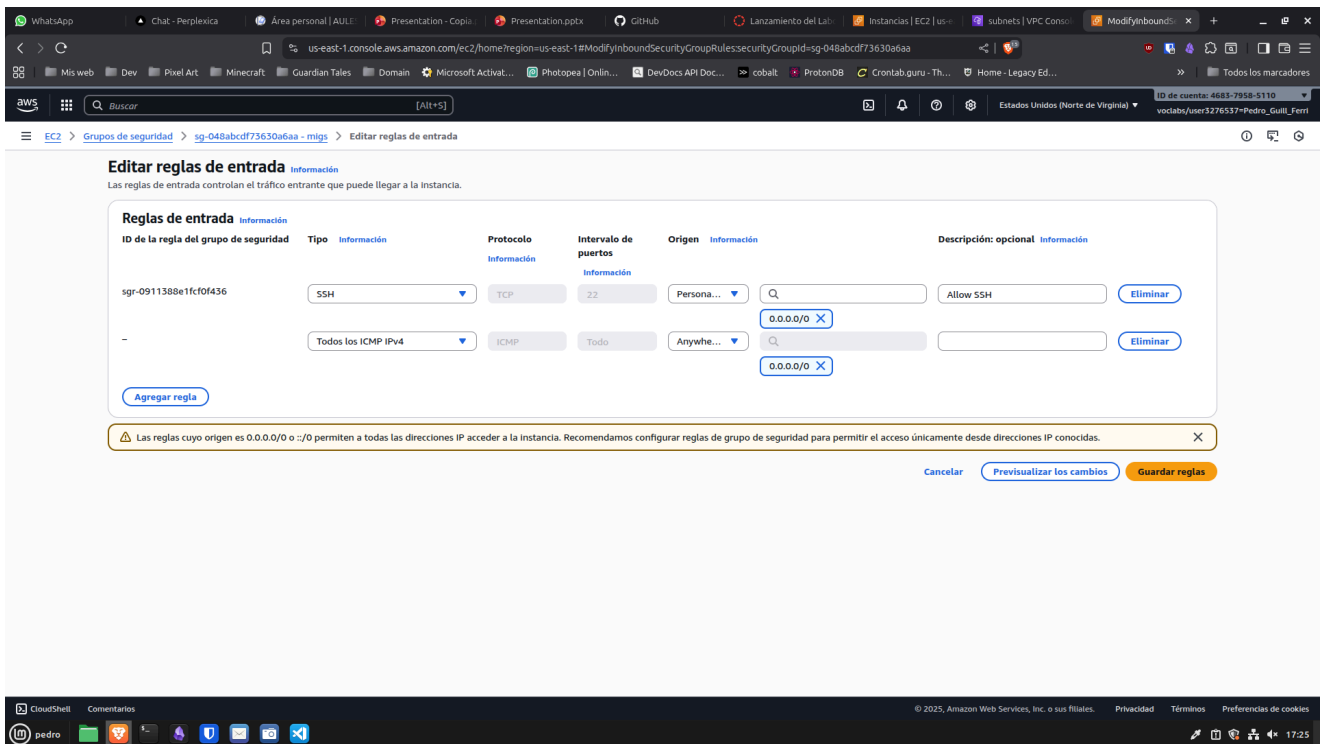 WhatsApp Chat - Perplexica Área personal | AULE Presentation - Copia Presentation.pptx GitHub Lanzamiento del Lab Instancias | EC2 | us-e subnets | VPC Consol ModifyInboundS
us-east-1.console.aws.amazon.com/ec2/home?region=us-east-1#ModifyInboundSecurityGroupRules:securityGroupId=sg-048abcdf73630a6aa
Mis web Dev Pixel Art Minecraft Guardian Tales Domain Microsoft Activat... Photopea | Onlin... DevDocs API Doc... cobalt ProtonDB Crontab.guru - Th... Home - Legacy Ed... » Todos los marcadores
aws Buscar [Alt+S] Estados Unidos (Norte de Virginia) ID de cuenta: 4683-7958-5110
voclabs/user3276537=Pedro_Guill_Ferri
EC2 > Grupos de seguridad > sg-048abcdf73630a6aa - migs > Editar reglas de entrada
Editar reglas de entrada Información
Las reglas de entrada controlan el tráfico entrante que puede llegar a la instancia.
Reglas de entrada Información
ID de la regla del grupo de seguridad Tipo Información Protocolo Intervalo de Origen Información Descripción: opcional Información
Información puertos
Información
sgr-0911388e1fcf0f436 SSH TCP 22 Persona... Allow SSH Eliminar
0.0.0.0/0
– Todos los ICMP IPv4 ICMP Todo Anywhe... Eliminar
0.0.0.0/0
Agregar regla
Las reglas cuyo origen es 0.0.0.0/0 o ::/0 permiten a todas las direcciones IP acceder a la instancia. Recomendamos configurar reglas de grupo de seguridad para permitir el acceso únicamente desde direcciones IP conocidas.
Cancelar Previsualizar los cambios Guardar reglas
CloudShell Comentarios © 2025, Amazon Web Services, Inc. o sus filiales. Privacidad Términos Preferencias de cookies
pedro 17:25